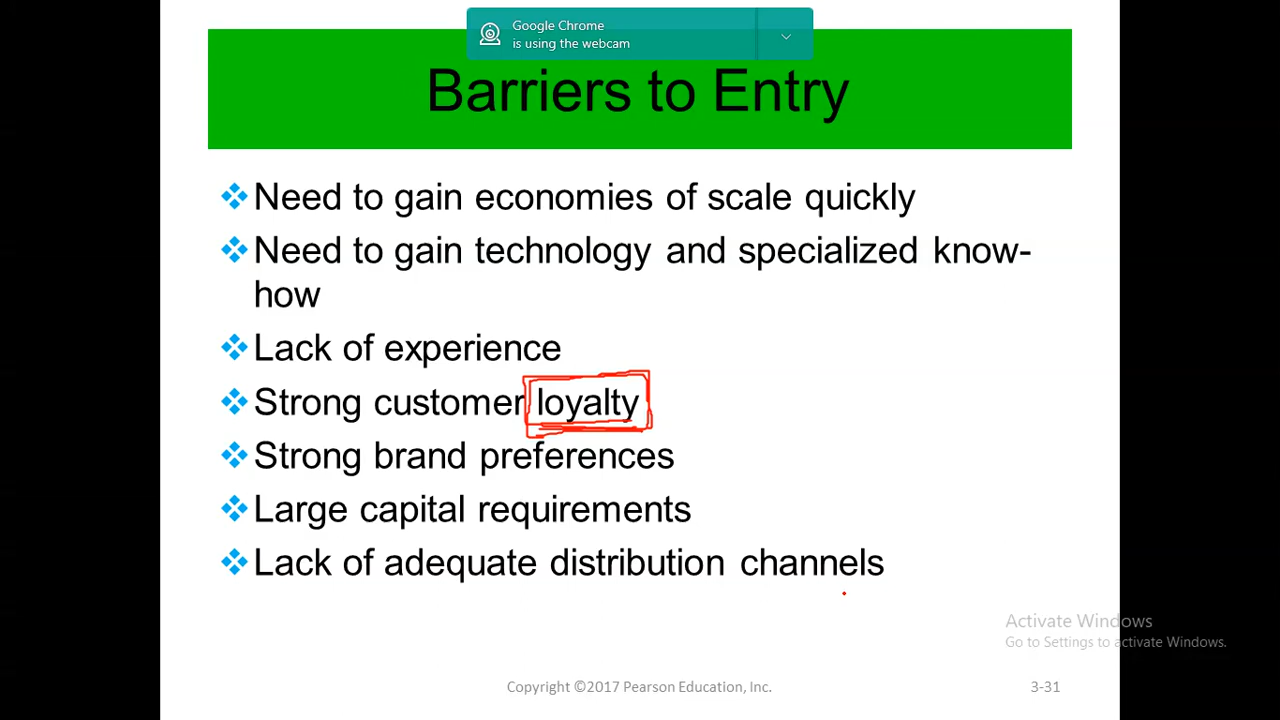 Google Chrome
is using the webcam
Barriers to Entry
Need to gain economies of scale quickly
Need to gain technology and specialized know-
how
Lack of experience
Strong customer loyalty
Strong brand preferences
Large capital requirements
Lack of adequate distribution channels
Activate Windows
Go to Settings to activate Windows.
Copyright ©2017 Pearson Education, Inc.
3-31